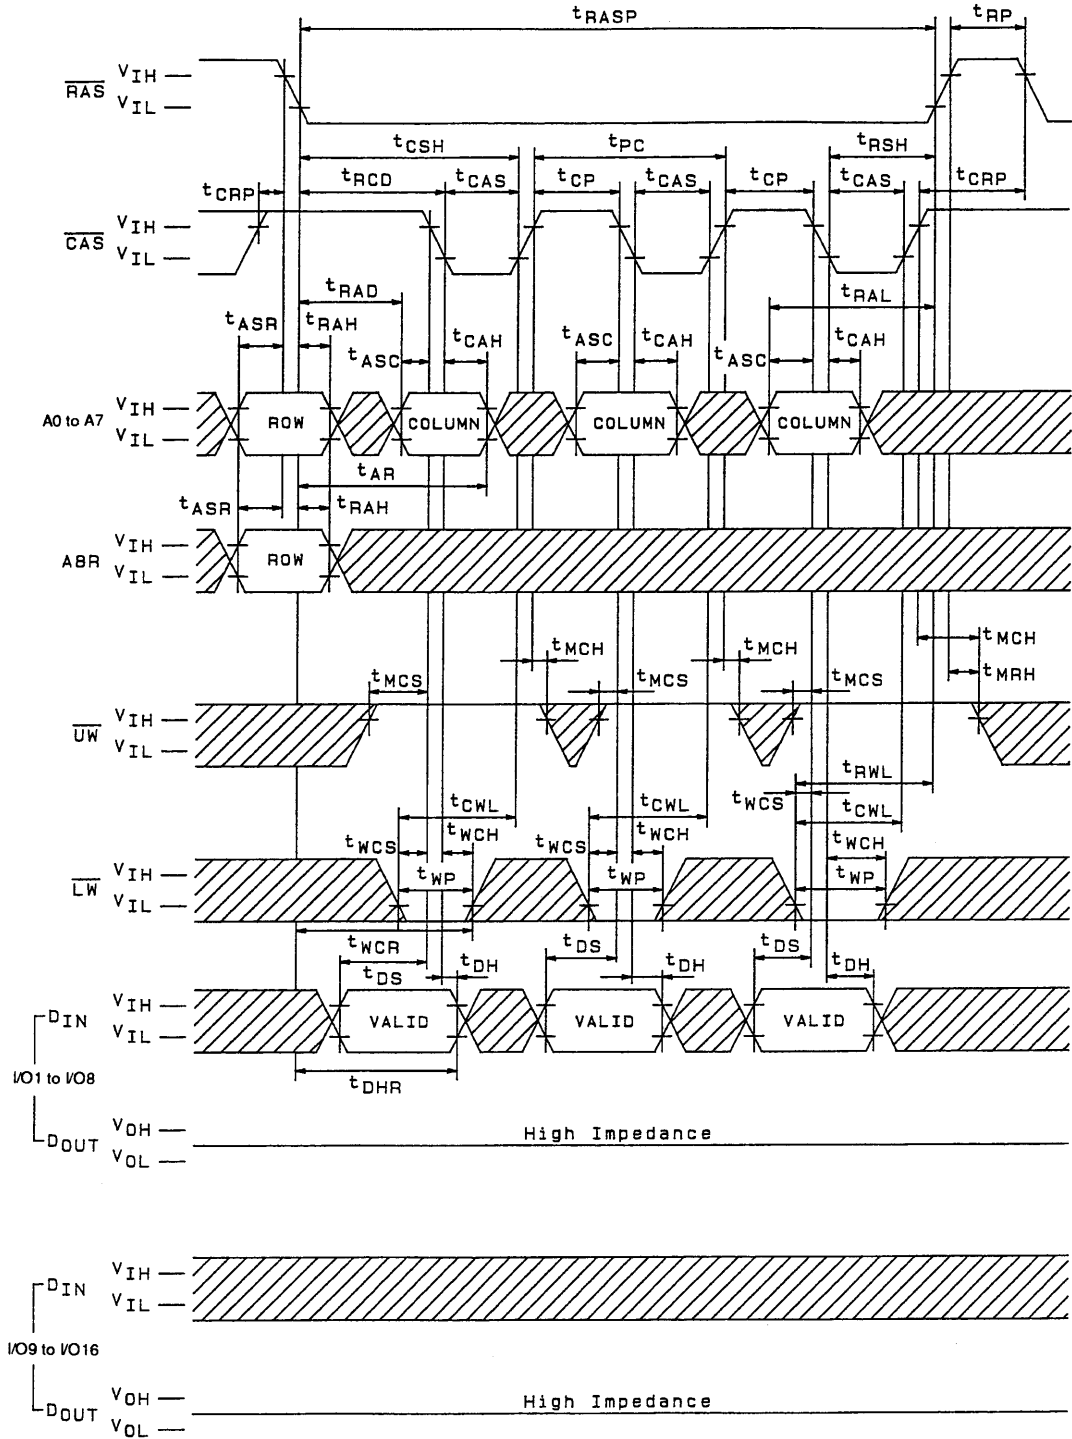 tRASP tRP
RAS VIH
VIL
tCSH tPC tRSH
tCRP tRCD tCAS tCP tCAS tCP tCAS tCRP
CAS VIH
VIL
tRAD tRAL
tASR tRAH tCAH tCAH tCAH
tASC tASC tASC
A0 to A7 VIH ROW COLUMN COLUMN COLUMN
VIL
tAR
tASR tRAH
A8R VIH ROW
VIL
tMCH tMCH tMCH
tMCS tMCS tMCS tMRH
UW VIH
VIL
tRWL
tCWL tCWL tWCS tCWL
tWCS tWCH tWCS tWCH tWCH
LW VIH tWP tWP tWP
VIL
tWCR tDS tDS
tDS tDH tDH tDH
DIN VIH VALID VALID VALID
VIL
I/O1 to I/O8
tDHR
DOUT VOH High Impedance
VOL
DIN VIH
VIL
I/O9 to I/O16
DOUT VOH High Impedance
VOL